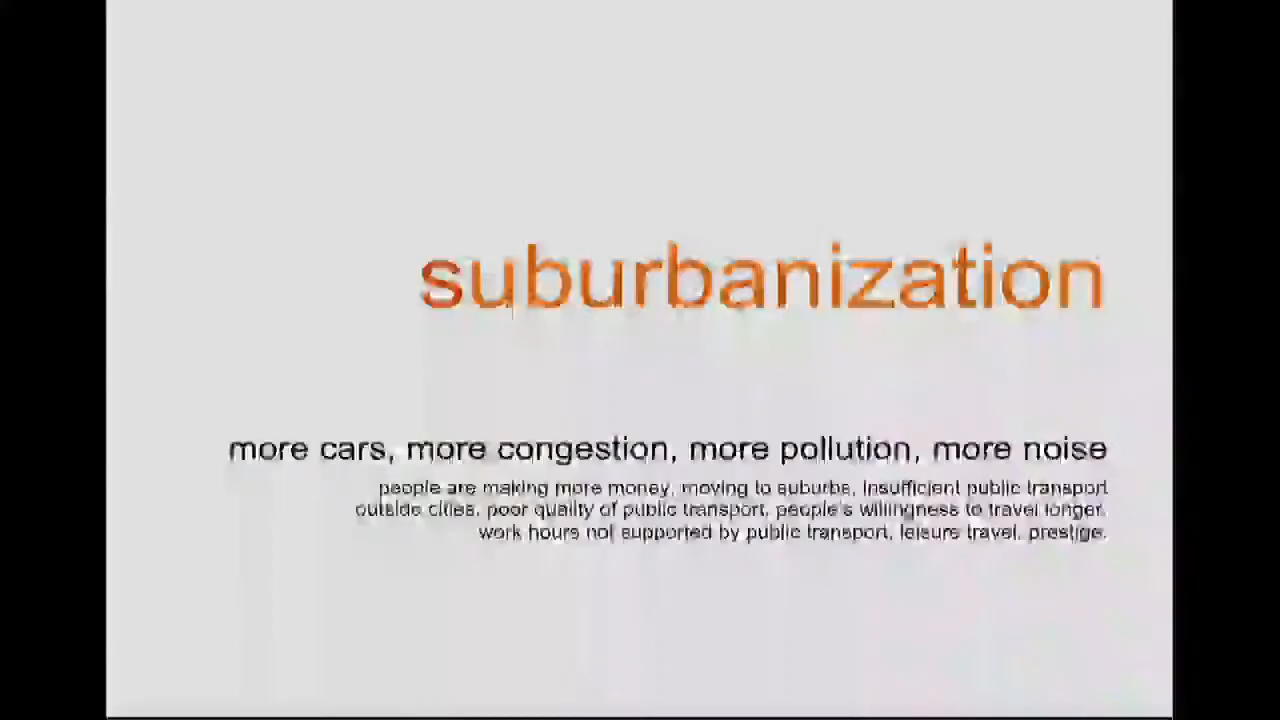 suburbanization
more cars, more congestion, more pollution, more noise
people are making more money, moving to suburbs, insufficient public transport
outside cities, poor quality of public transport, people's willingness to travel longer,
work hours not supported by public transport, leisure travel, prestige.